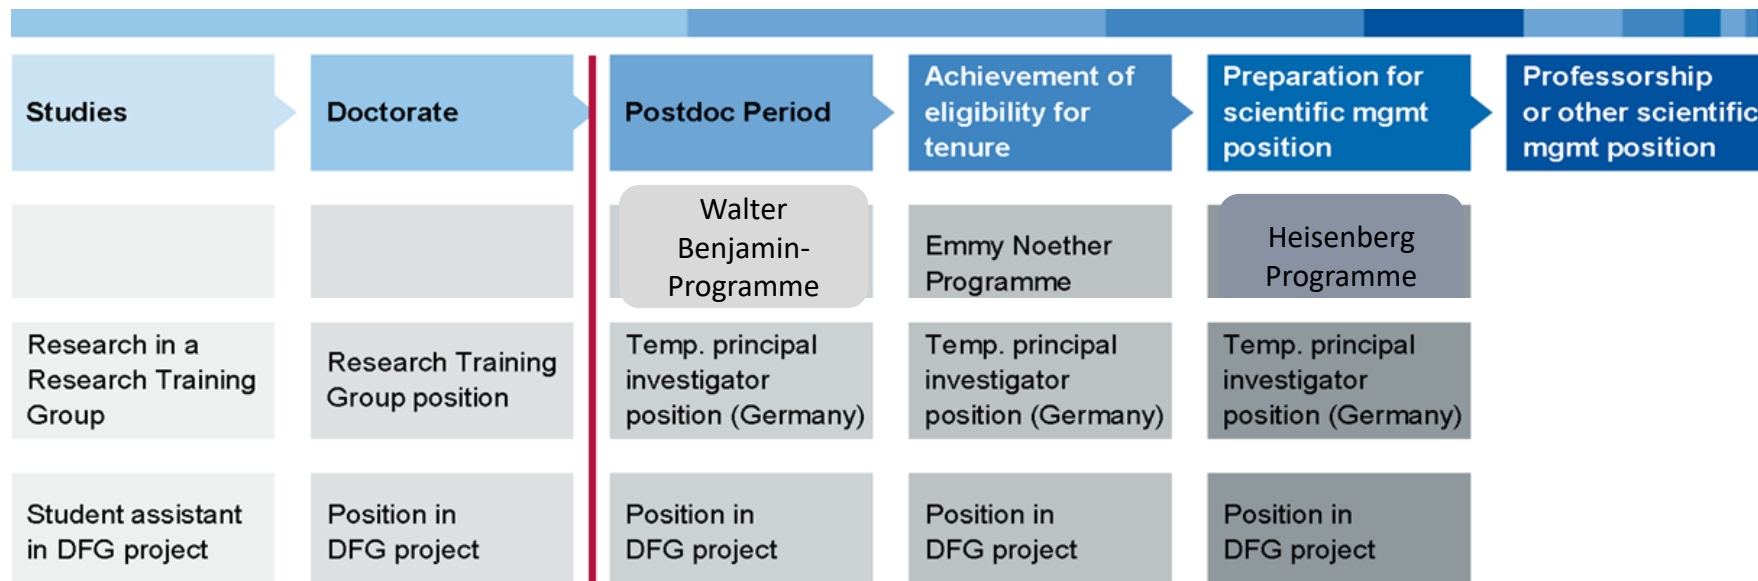 Studies
Doctorate
Postdoc Period
Achievement of
eligibility for
tenure
Preparation for
scientific mgmt
position
Professorship
or other scientific
mgmt position
Walter
Benjamin-
Programme
Emmy Noether
Programme
Heisenberg
Programme
Research in a
Research Training
Group
Research Training
Group position
Temp. principal
investigator
position (Germany)
Temp. principal
investigator
position (Germany)
Temp. principal
investigator
position (Germany)
Student assistant
in DFG project
Position in
DFG project
Position in
DFG project
Position in
DFG project
Position in
DFG project